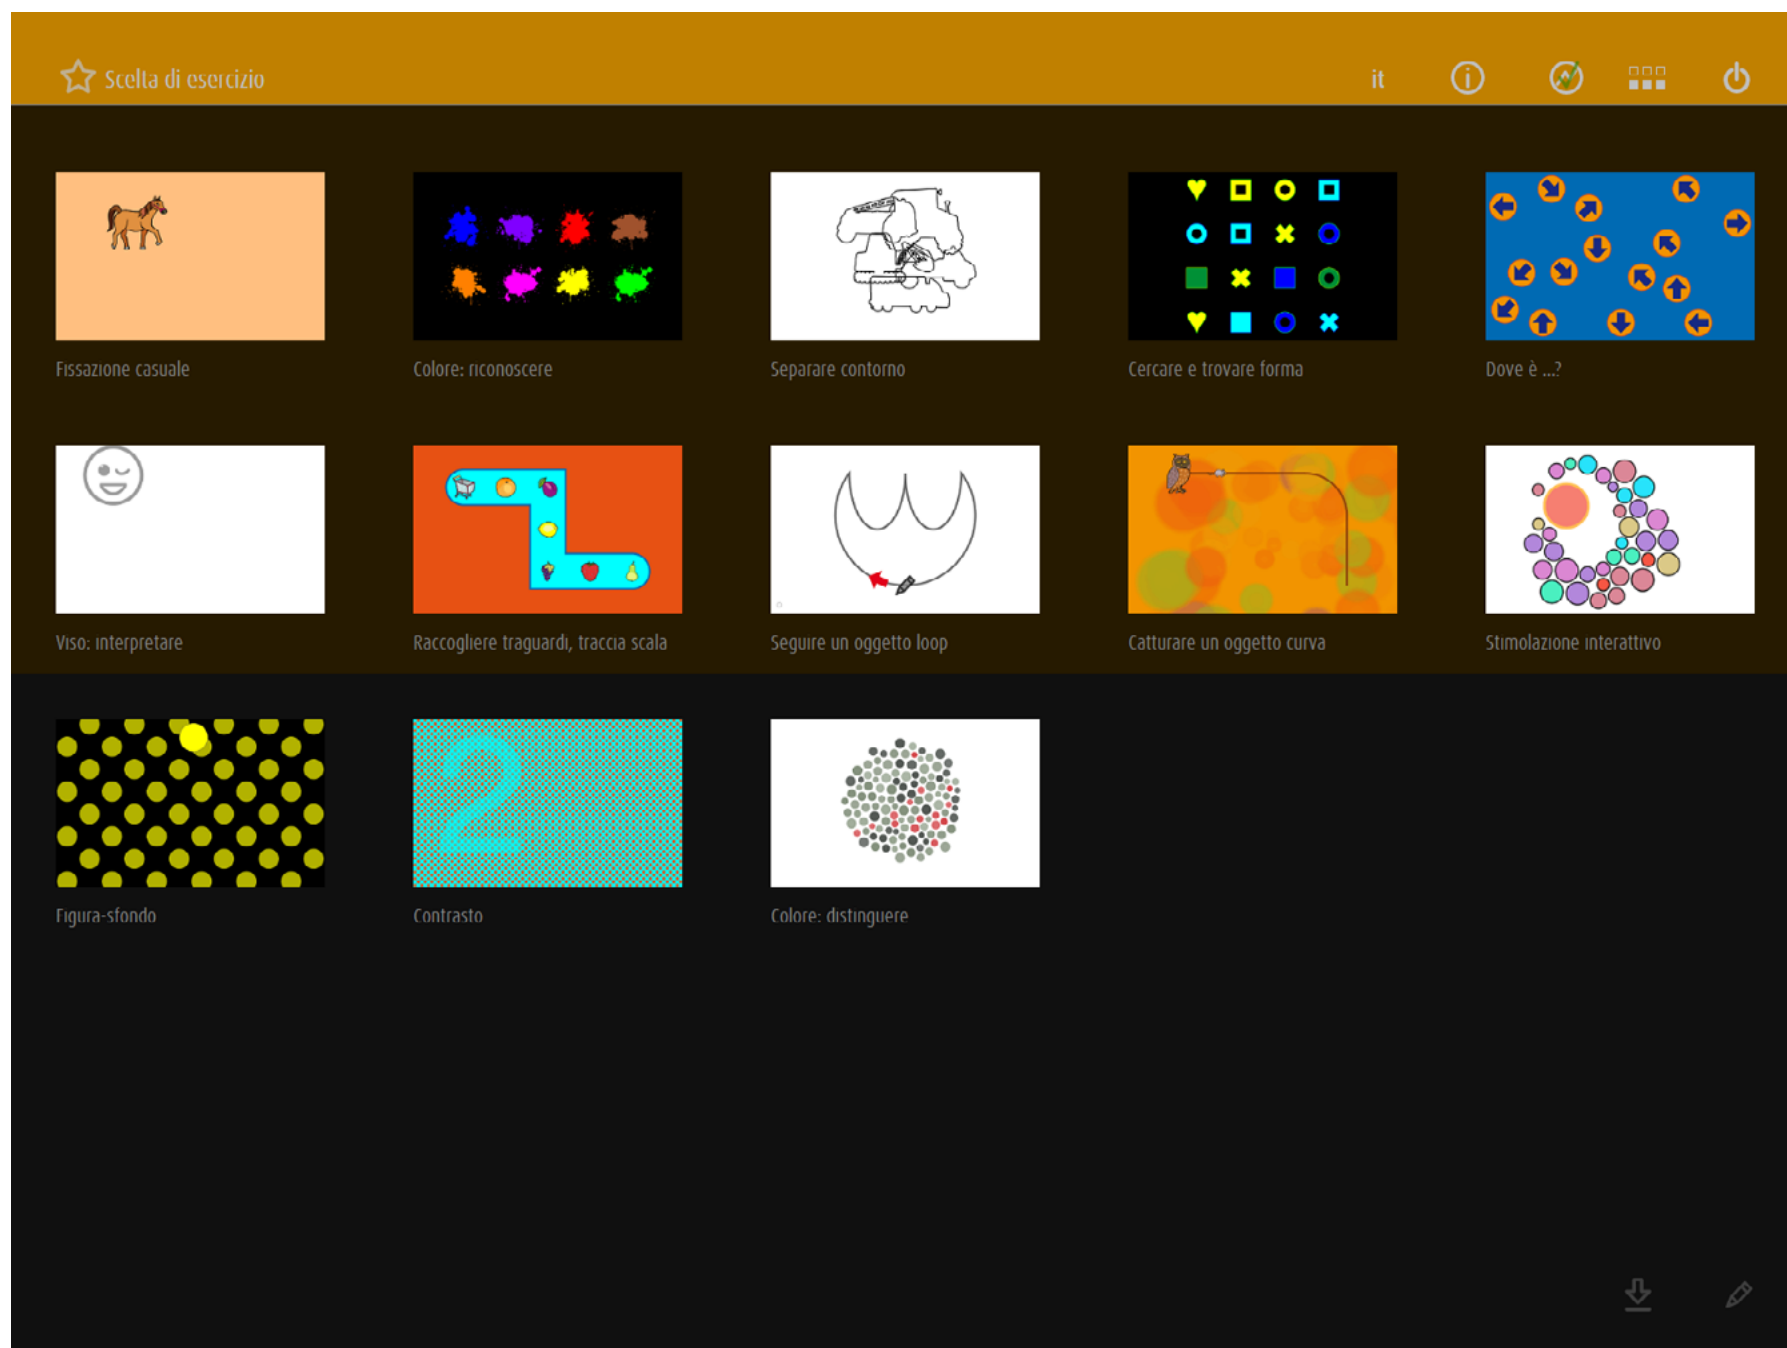 Scelta di esercizio
it
Fissazione casuale
Colore: riconoscere
Separare contorno
Cercare e trovare forma
Dove è ...?
Viso: interpretare
Raccogliere traguardi, traccia scala
Seguire un oggetto loop
Catturare un oggetto curva
Stimolazione interattivo
2
Figura-sfondo
Contrasto
Colore: distinguere